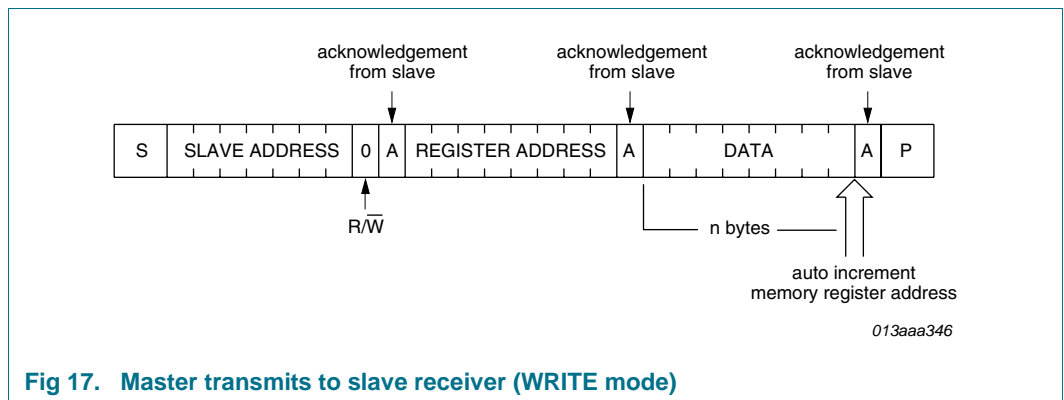 acknowledgement
from slave
acknowledgement
from slave
acknowledgement
from slave
S SLAVE ADDRESS 0 A REGISTER ADDRESS A DATA A P
R/W̅
n bytes
auto increment
memory register address
013aaa346
Fig 17. Master transmits to slave receiver (WRITE mode)